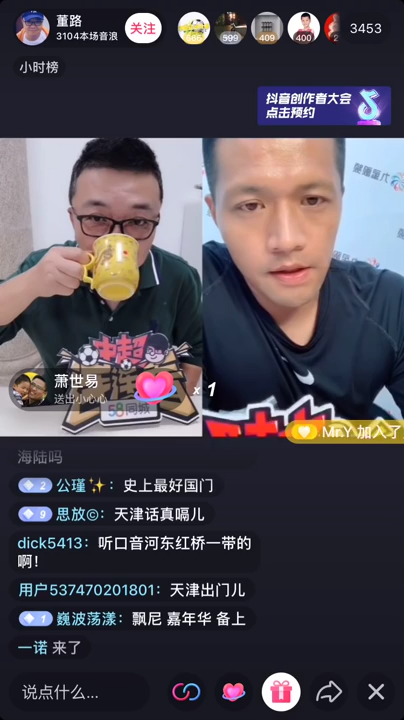 董路
3104本场音浪
关注
666
599
409
400
3453
小时榜
抖音创作者大会
点击预约
58同城
萧世易
送出小心心
x 1
Mr.Y 加入了
海陆吗
2 公瑾✨：史上最好国门
9 思放©：天津话真嗝儿
dick5413：听口音河东红桥一带的
啊！
用户537470201801：天津出门儿
1 巍波荡漾：飘尼 嘉年华 备上
一诺 来了
说点什么...